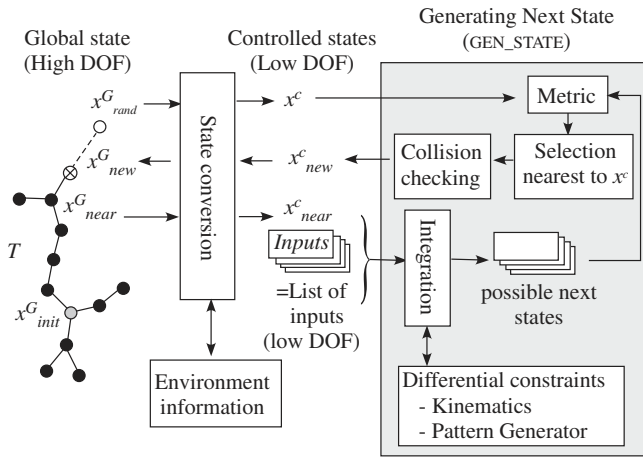 Generating Next State
(GEN_STATE)
Global state
(High DOF)
Controlled states
(Low DOF)
x^G_rand
x^c
Metric
State conversion
x^G_new
x^c_new
Collision
checking
Selection
nearest to x^c
x^G_near
x^c_near
T
Inputs
Integration
=List of
inputs
(low DOF)
possible next
states
x^G_init
Environment
information
Differential constraints
- Kinematics
- Pattern Generator